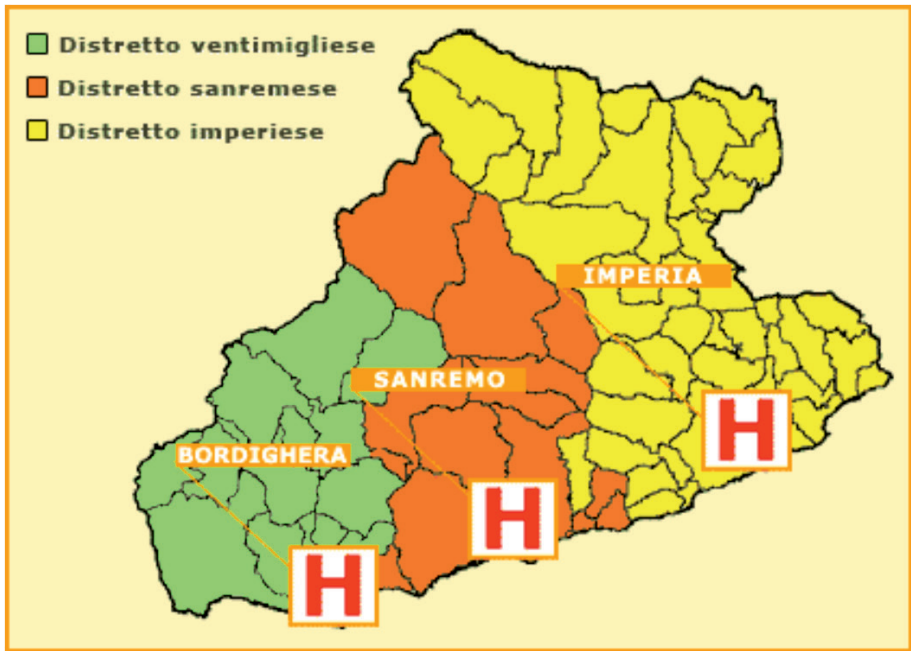 Distretto ventimigliese
Distretto sanremese
Distretto imperiese
IMPERIA
SANREMO
BORDIGHERA
H
H
H